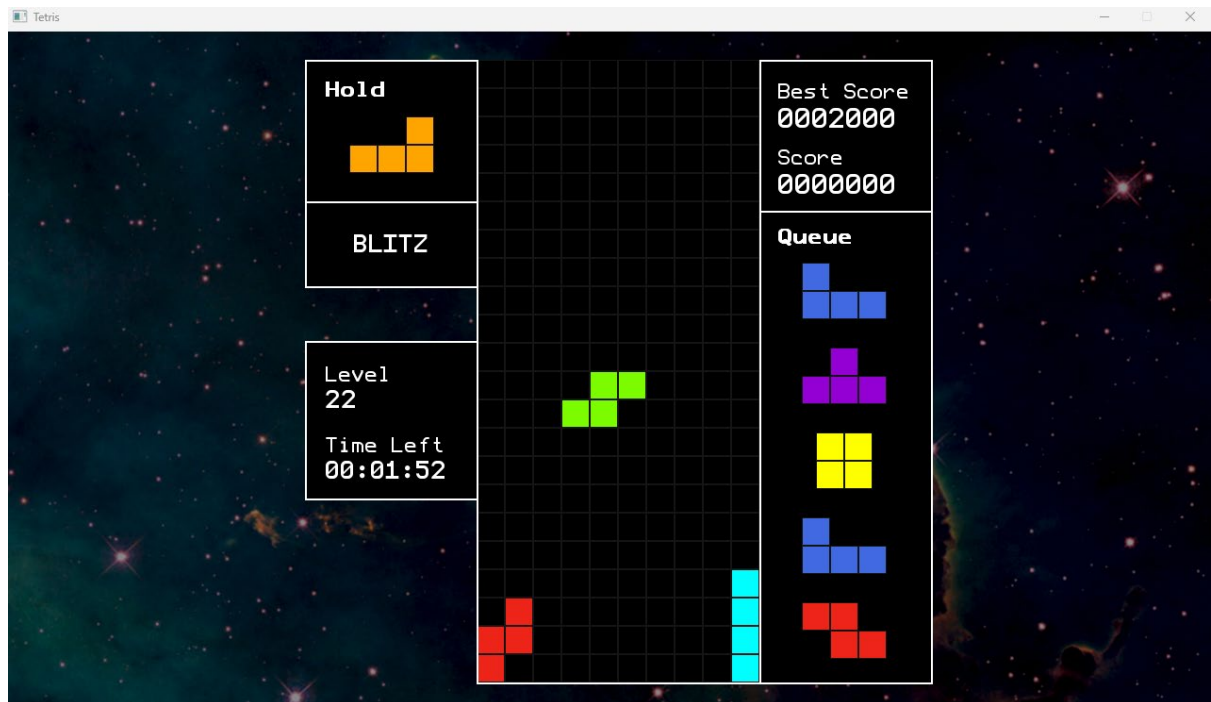 Tetris
Hold
BLITZ
Level
22
Time Left
00:01:52
Best Score
0002000
Score
0000000
Queue